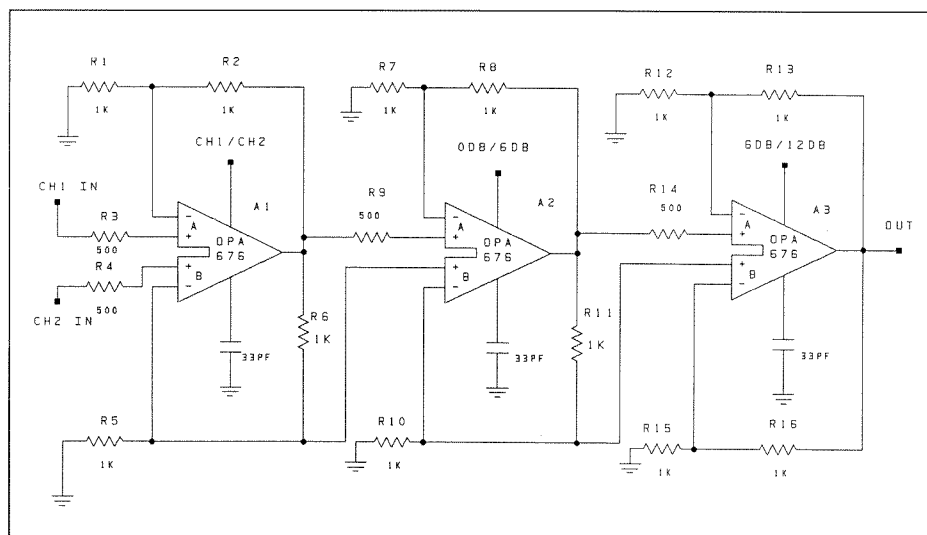 R1
R2
1K
1K
R7
R8
1K
1K
R12
R13
1K
1K
CH1/CH2
0DB/6DB
6DB/12DB
CH1 IN
R3
500
R4
500
CH2 IN
A
OPA
676
B
A1
R9
500
A
OPA
676
B
A2
R14
500
A
OPA
676
B
A3
OUT
33PF
R6
1K
33PF
R11
1K
33PF
R5
1K
R10
1K
R15
1K
R16
1K